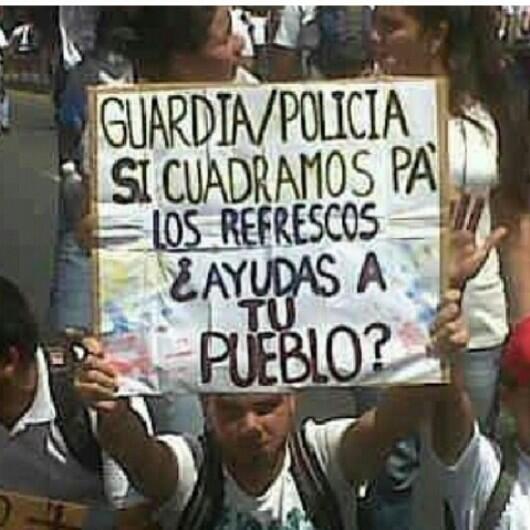 GUARDIA/POLICIA
SI CUADRAMOS PA'
LOS REFRESCOS
¿AYUDAS A
TU
PUEBLO?